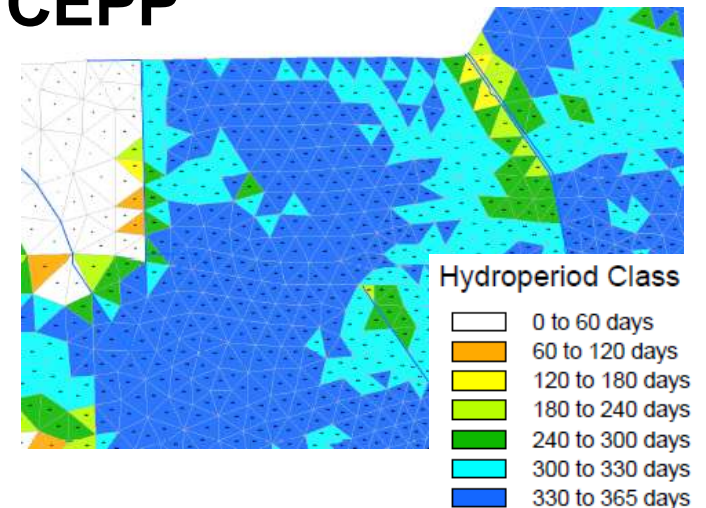 CEPP
Hydroperiod Class
0 to 60 days
60 to 120 days
120 to 180 days
180 to 240 days
240 to 300 days
300 to 330 days
330 to 365 days